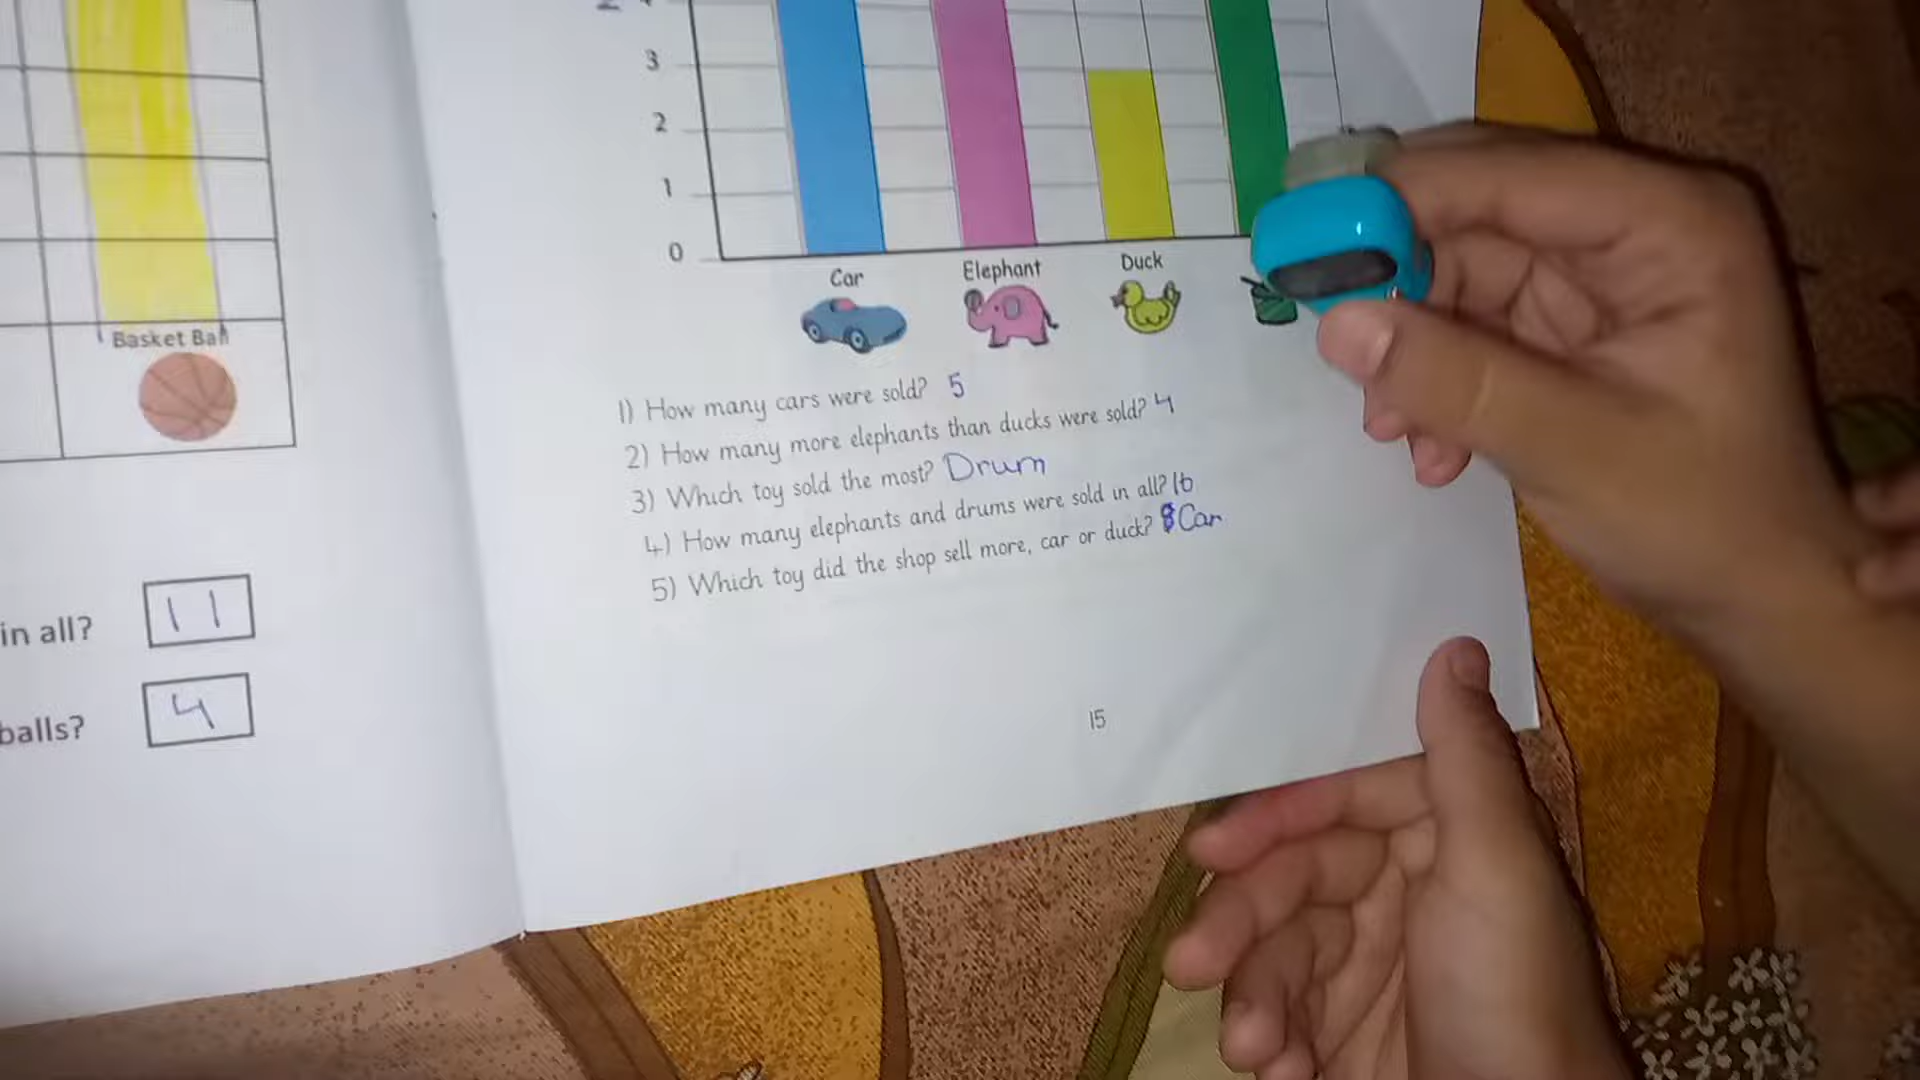 3
2
1
0
Car Elephant Duck
Basket Ball
1) How many cars were sold? 5
2) How many more elephants than ducks were sold? 4
3) Which toy sold the most? Drum
4) How many elephants and drums were sold in all? 16
5) Which toy did the shop sell more, car or duck? Car
in all? 11
balls? 4
15